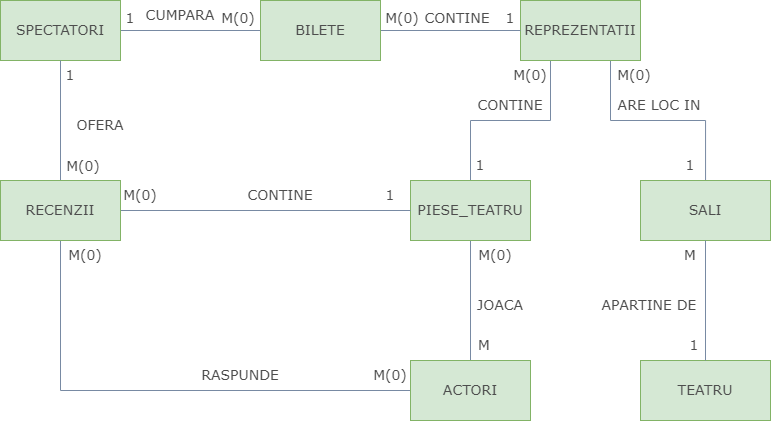 SPECTATORI
1
CUMPARA
M(0)
BILETE
M(0)
CONTINE
1
REPREZENTATII
1
OFERA
M(0)
M(0)
CONTINE
1
M(0)
ARE LOC IN
1
RECENZII
M(0)
CONTINE
1
PIESE_TEATRU
SALI
M(0)
RASPUNDE
M(0)
M(0)
JOACA
M
ACTORI
M
APARTINE DE
1
TEATRU